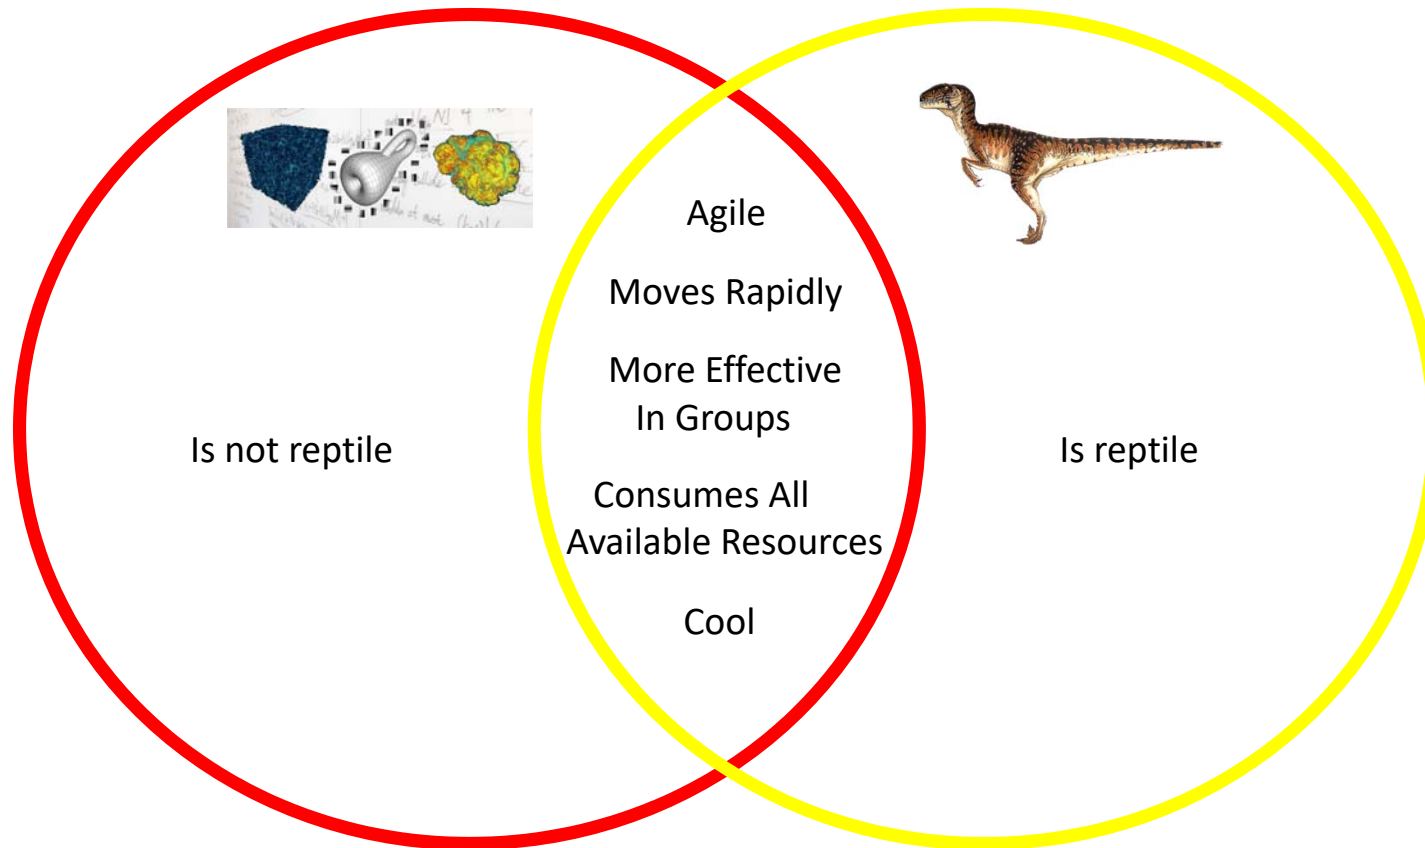 Agile
Moves Rapidly
More Effective
In Groups
Is not reptile
Is reptile
Consumes All
Available Resources
Cool